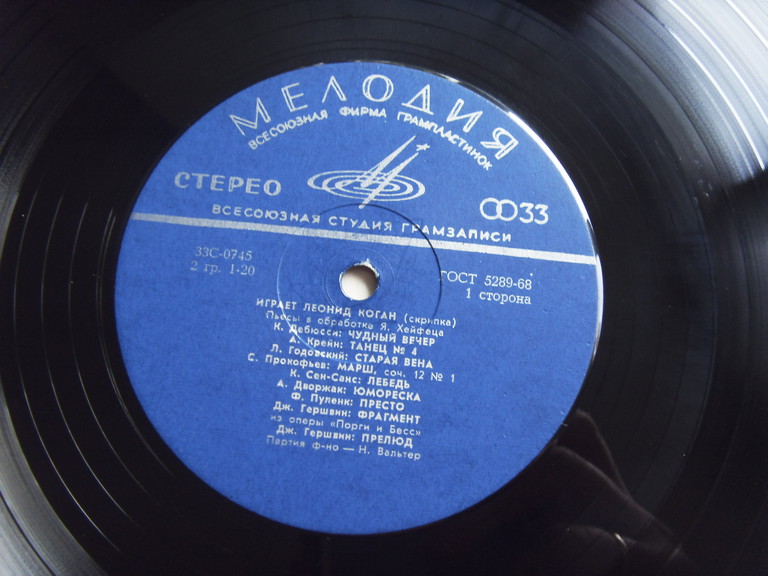 МЕЛОДИЯ
ВСЕСОЮЗНАЯ ФИРМА ГРАМПЛАСТИНОК
СТЕРЕО
33
ВСЕСОЮЗНАЯ СТУДИЯ ГРАМЗАПИСИ
33С-0745
2 гр. 1-20
ГОСТ 5289-68
1 сторона
ИГРАЕТ ЛЕОНИД КОГАН (скрипка)
Пьесы в обработке Я. Хейфеца
К. Дебюсси: ЧУДНЫЙ ВЕЧЕР
А. Крейн: ТАНЕЦ № 4
Л. Годовский: СТАРАЯ ВЕНА
С. Прокофьев: МАРШ, соч. 12 № 1
К. Сен-Санс: ЛЕБЕДЬ
А. Дворжак: ЮМОРЕСКА
Ф. Пуленк: ПРЕСТО
Дж. Гершвин: ФРАГМЕНТ
из оперы «Порги и Бесс»
Дж. Гершвин: ПРЕЛЮД
Партия ф-но — Н. Вальтер